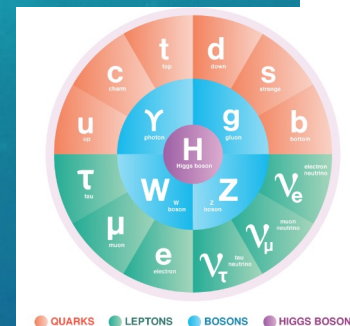 t
top
d
down
c
charm
s
strange
u
up
b
bottom
γ
photon
g
gluon
H
Higgs boson
W
W
boson
Z
Z
boson
τ
tau
νe
electron
neutrino
μ
muon
νμ
muon
neutrino
e
electron
ντ
tau
neutrino
QUARKS
LEPTONS
BOSONS
HIGGS BOSON